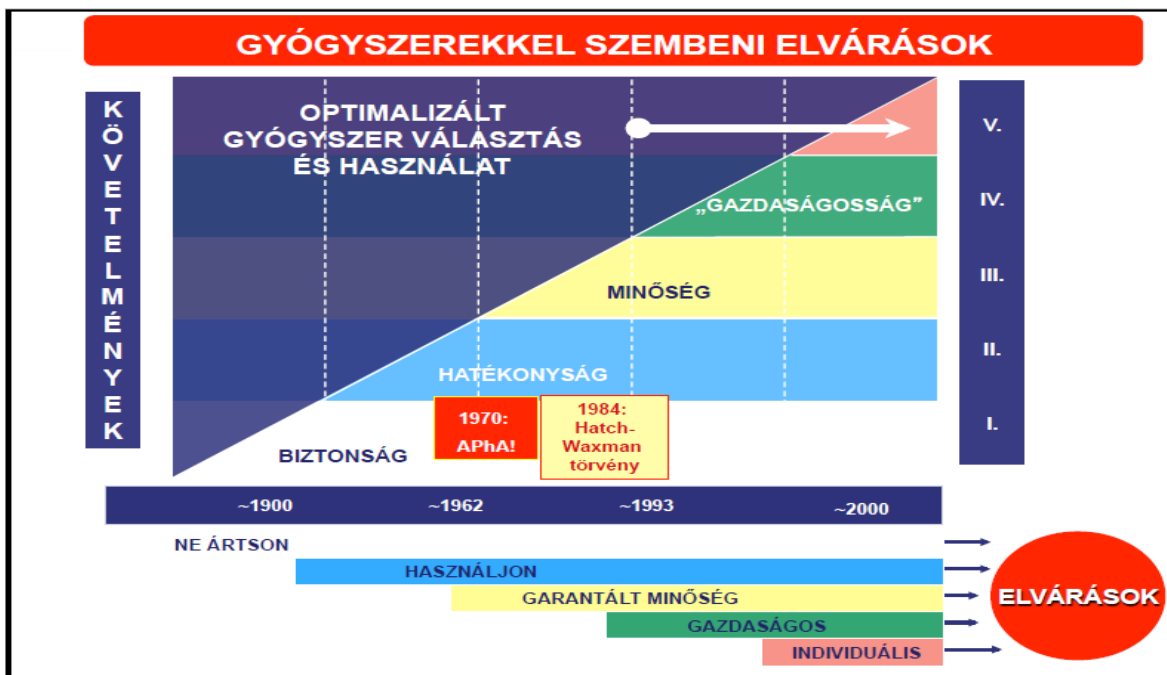 GYÓGYSZEREKKEL SZEMBENI ELVÁRÁSOK
KÖVETELMÉNYEK
OPTIMALIZÁLT
GYÓGYSZER VÁLASZTÁS
ÉS HASZNÁLAT
V.
„GAZDASÁGOSSÁG”
IV.
MINŐSÉG
III.
HATÉKONYSÁG
II.
BIZTONSÁG
1970:
APhA!
1984:
Hatch-
Waxman
törvény
I.
~1900
~1962
~1993
~2000
NE ÁRTSON
HASZNÁLJON
GARANTÁLT MINŐSÉG
GAZDASÁGOS
INDIVIDUÁLIS
ELVÁRÁSOK